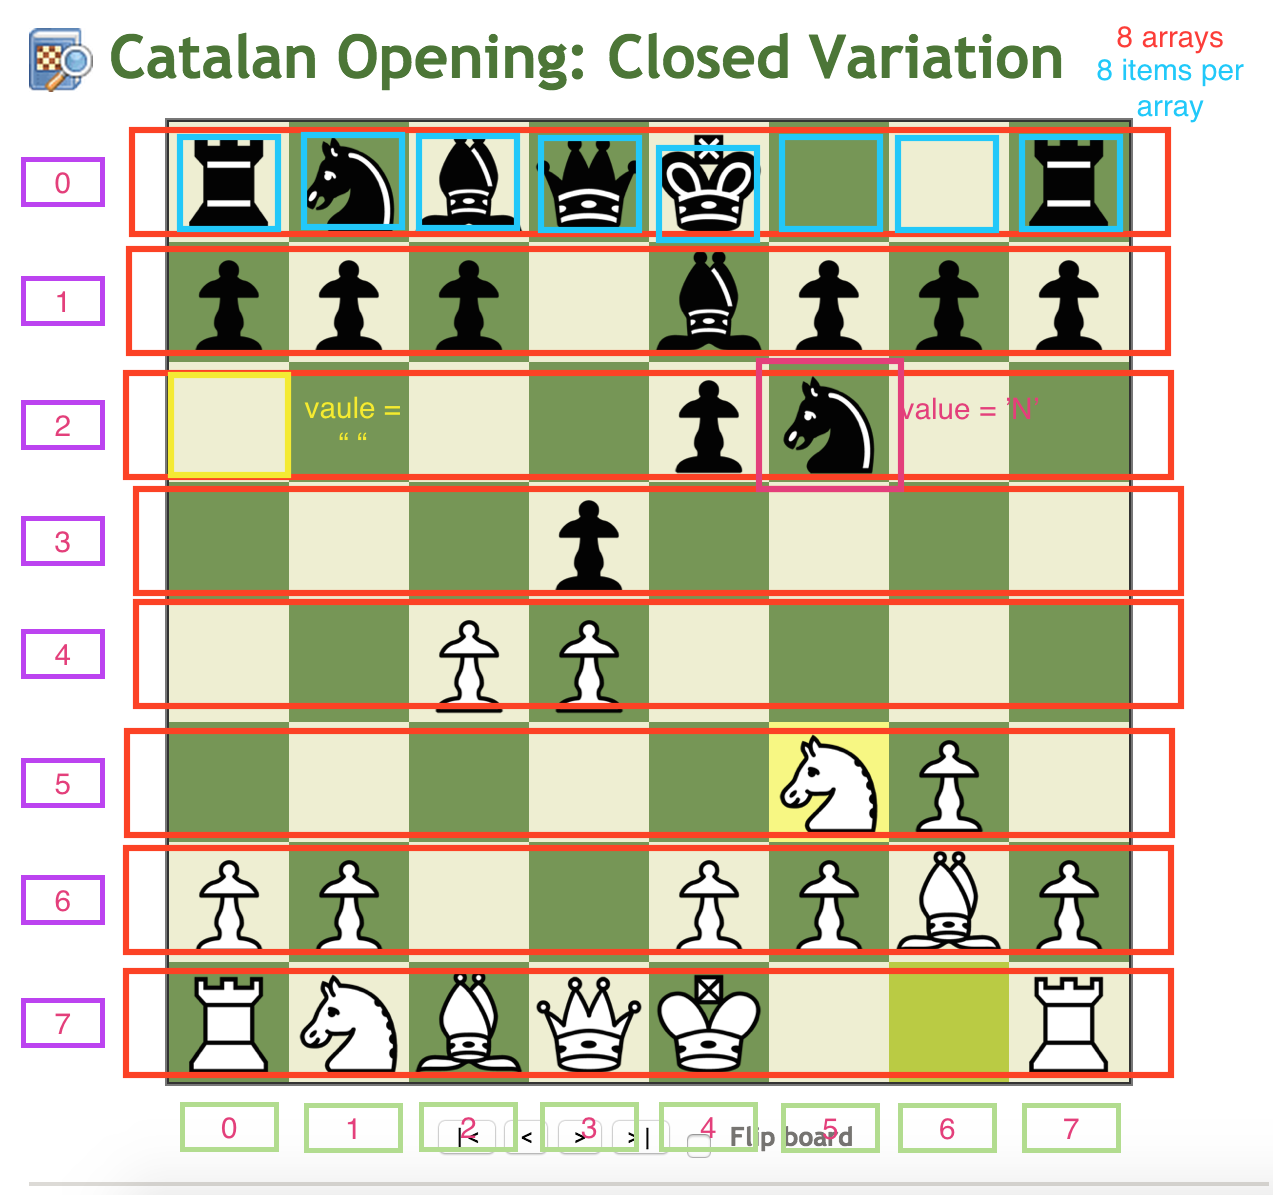 Catalan Opening: Closed Variation
8 arrays
8 items per
array
0
1
2
vaule =
“ “
value = ’N’
3
4
5
6
7
0 1 2 3 4 5 6 7
|< < > >| Flip board